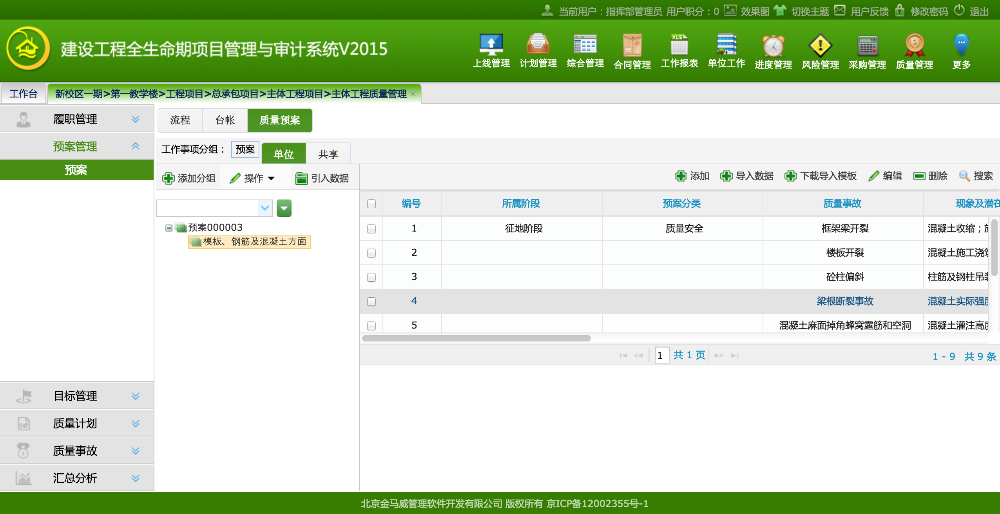 当前用户：指挥部管理员 用户积分：0 效果图 切换主题 用户反馈 修改密码 退出
建设工程全生命期项目管理与审计系统V2015
上线管理 计划管理 综合管理 合同管理 工作报表 单位工作 进度管理 风险管理 采购管理 质量管理 更多
工作台 新校区一期>第一教学楼>工程项目>总承包项目>主体工程项目>主体工程质量管理
履职管理
预案管理
预案
目标管理
质量计划
质量事故
汇总分析
流程 台帐 质量预案
工作事项分组： 预案 单位 共享
添加分组 操作 引入数据
预案000003
模板、钢筋及混凝土方面
添加 导入数据 下载导入模板 编辑 删除 搜索
编号 所属阶段 预案分类 质量事故 现象及潜在
1 征地阶段 质量安全 框架梁开裂 混凝土收缩；
2 楼板开裂 混凝土施工浇筑
3 砼柱偏斜 柱筋及钢柱吊装
4 梁根断裂事故 混凝土实际强度
5 混凝土麻面掉角蜂窝露筋和空洞 混凝土灌注高度
1 共 1 页
1 - 9 共 9 条
北京金马威管理软件开发有限公司 版权所有 京ICP备12002355号-1